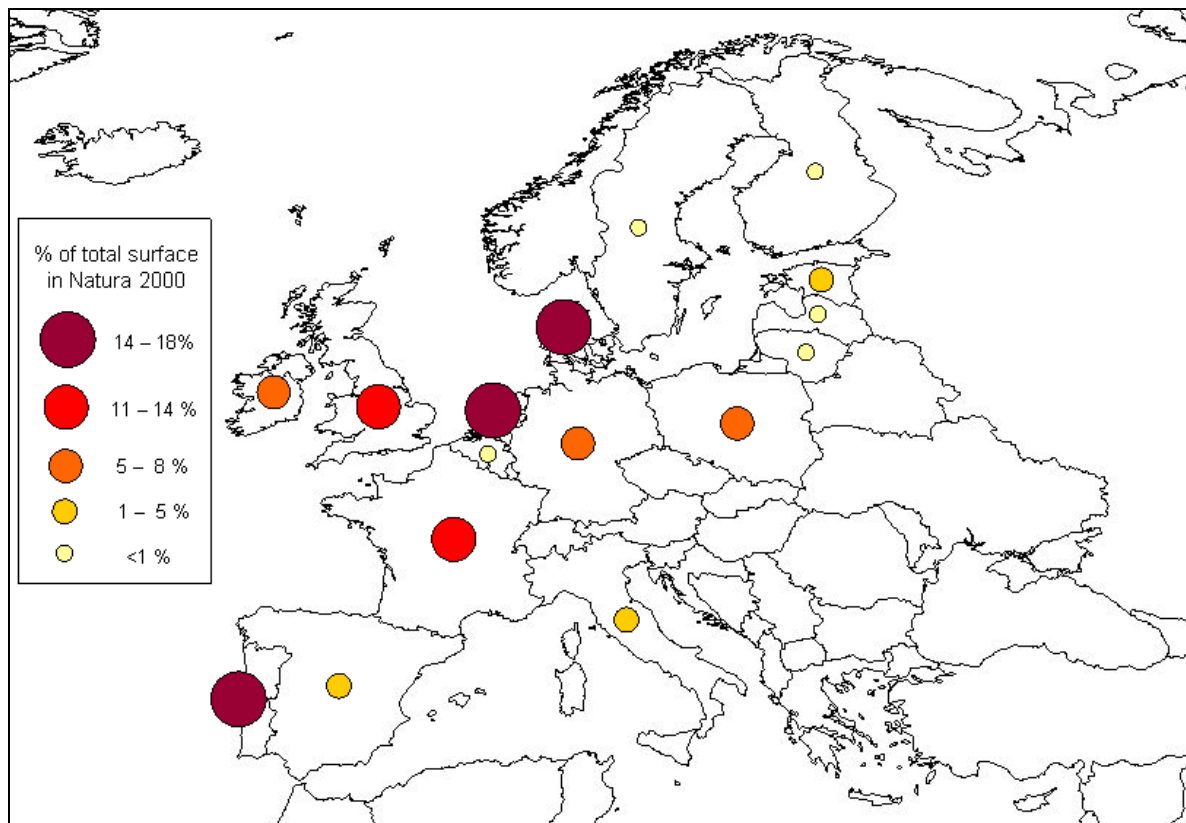 % of total surface
in Natura 2000
14 – 18%
11 – 14 %
5 – 8 %
1 – 5 %
<1 %